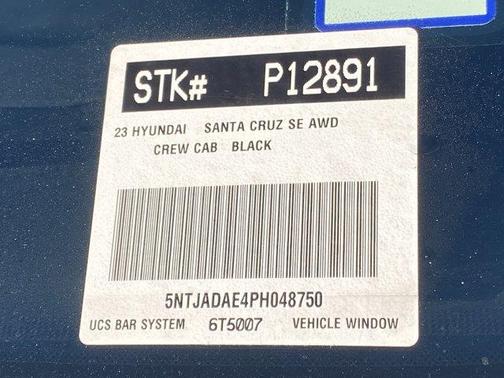 STK# P12891
23 HYUNDAI SANTA CRUZ SE AWD
CREW CAB BLACK
5NTJADAE4PH048750
UCS BAR SYSTEM 6T5007 VEHICLE WINDOW